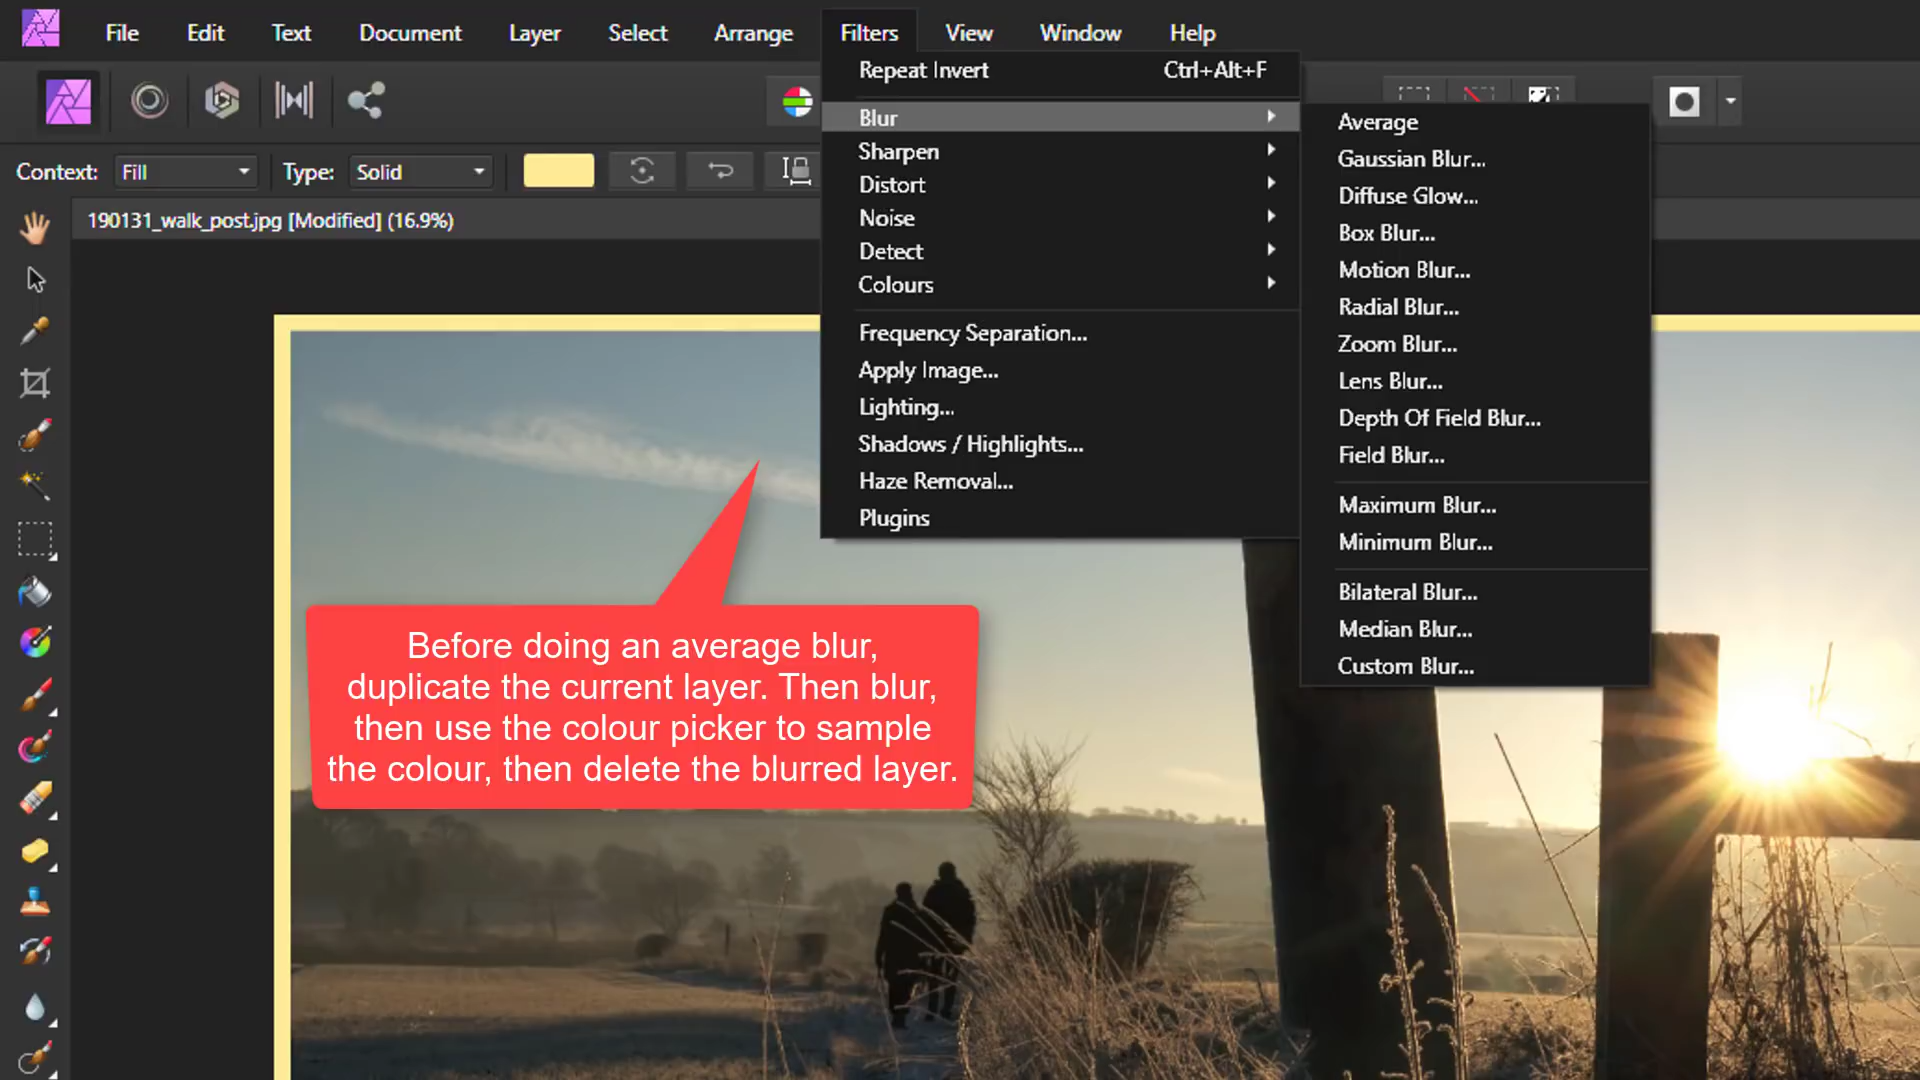 File Edit Text Document Layer Select Arrange Filters View Window Help
Repeat Invert Ctrl+Alt+F
Blur
Sharpen
Distort
Noise
Detect
Colours
Frequency Separation...
Apply Image...
Lighting...
Shadows / Highlights...
Haze Removal...
Plugins
Average
Gaussian Blur...
Diffuse Glow...
Box Blur...
Motion Blur...
Radial Blur...
Zoom Blur...
Lens Blur...
Depth Of Field Blur...
Field Blur...
Maximum Blur...
Minimum Blur...
Bilateral Blur...
Median Blur...
Custom Blur...
Context: Fill Type: Solid
190131_walk_post.jpg [Modified] (16.9%)
Before doing an average blur,
duplicate the current layer. Then blur,
then use the colour picker to sample
the colour, then delete the blurred layer.